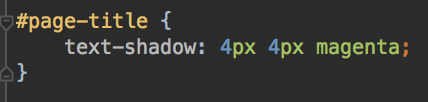 #page-title {
    text-shadow: 4px 4px magenta;
}